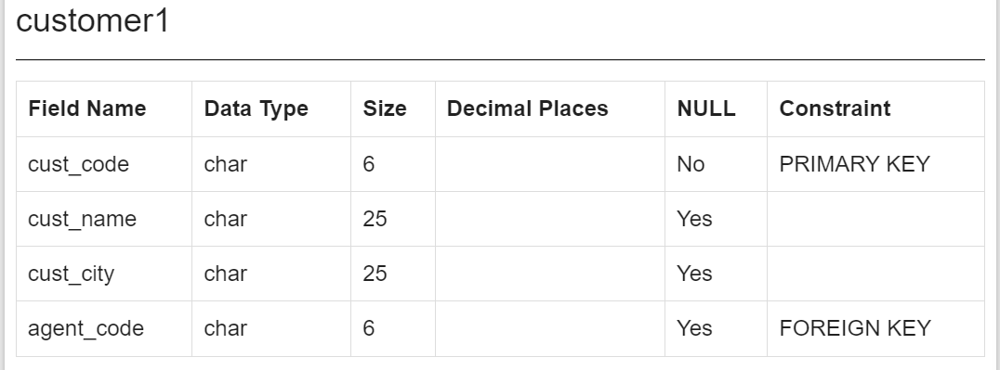 customer1
Field Name Data Type Size Decimal Places NULL Constraint
cust_code char 6 No PRIMARY KEY
cust_name char 25 Yes
cust_city char 25 Yes
agent_code char 6 Yes FOREIGN KEY